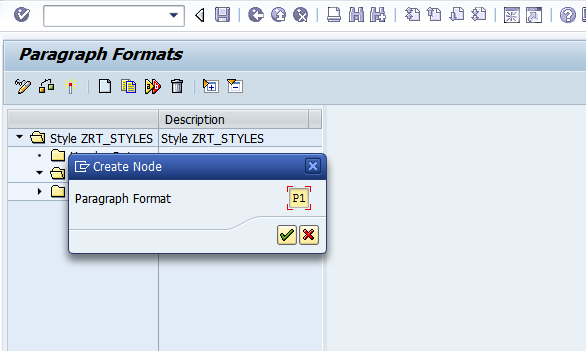 Paragraph Formats
Description
Style ZRT_STYLES Style ZRT_STYLES
Create Node
Paragraph Format P1